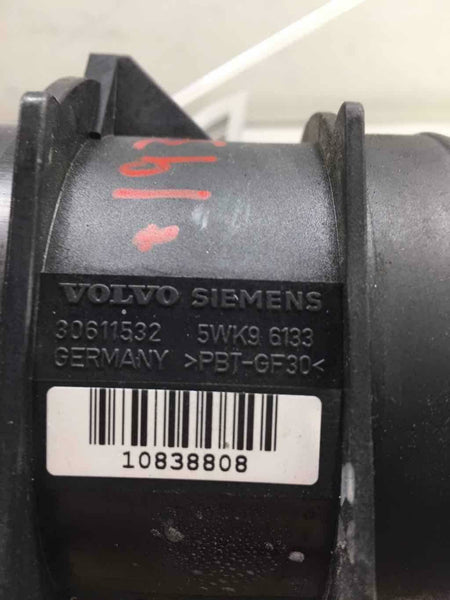 VOLVO SIEMENS
30611532 5WK9 6133
GERMANY >PBT-GF30<
10838808